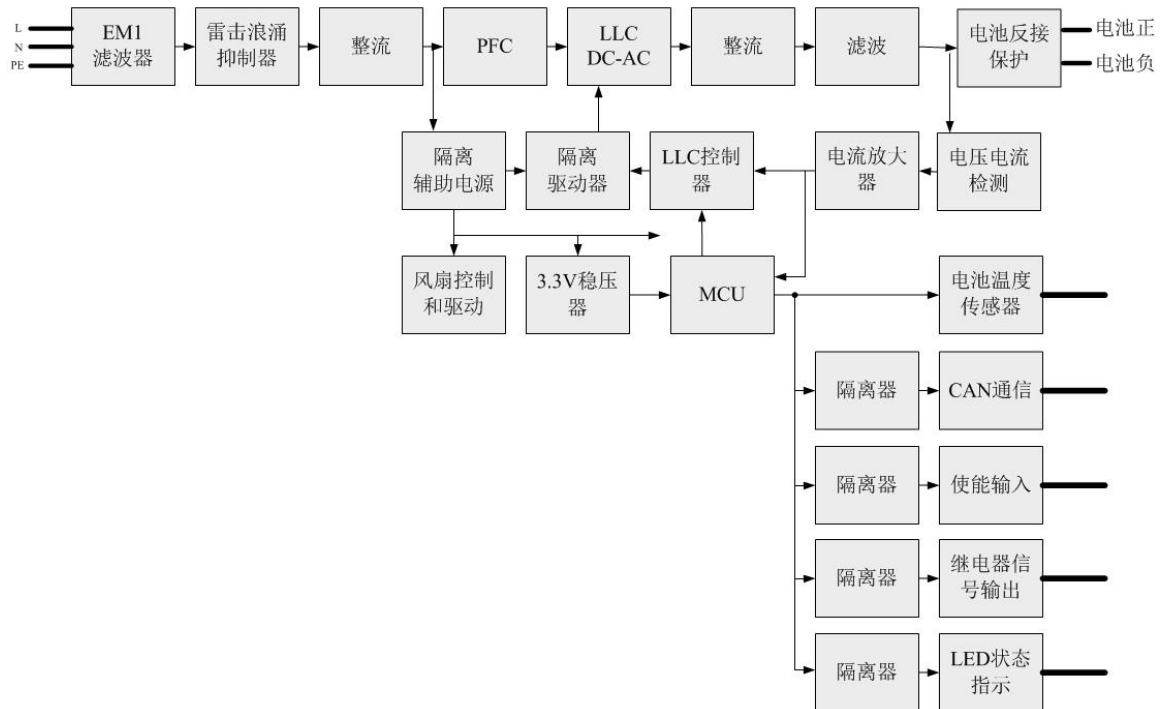 L
N
PE
EM1
滤波器
雷击浪涌
抑制器
整流
PFC
LLC
DC-AC
整流
滤波
电池反接
保护
电池正
电池负
隔离
辅助电源
隔离
驱动器
LLC控制
器
电流放大
器
电压电流
检测
风扇控制
和驱动
3.3V稳压
器
MCU
电池温度
传感器
隔离器
CAN通信
隔离器
使能输入
隔离器
继电器信
号输出
隔离器
LED状态
指示